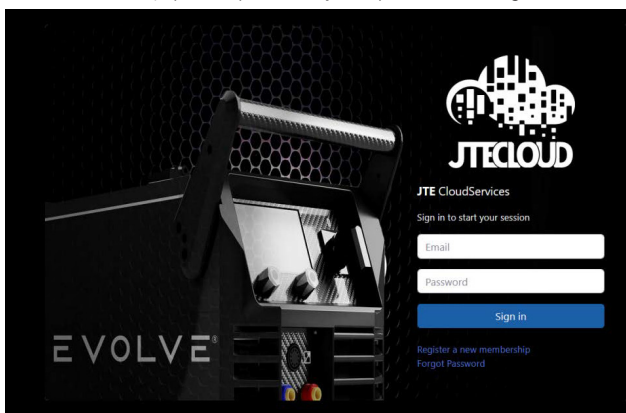 JTECLOUD
JTE CloudServices
Sign in to start your session
Email
Password
Sign in
Register a new membership
Forgot Password
EVOLVE®